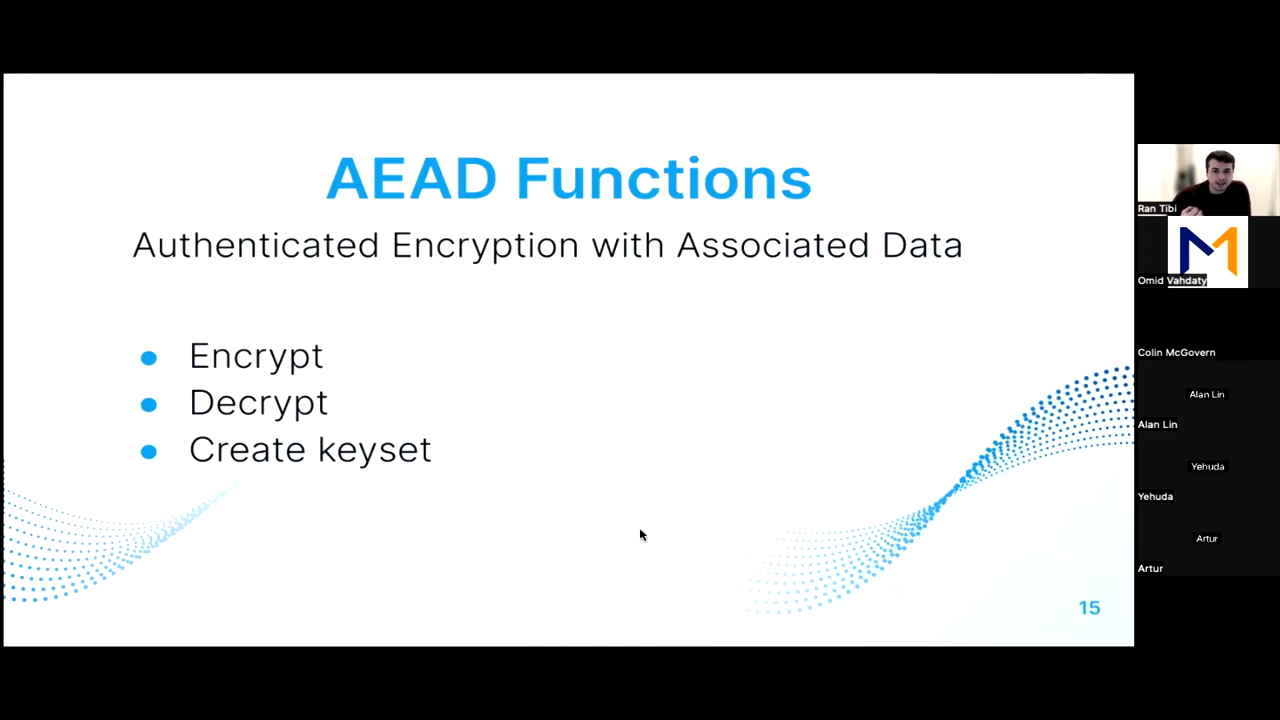 AEAD Functions
Authenticated Encryption with Associated Data
Encrypt
Decrypt
Create keyset
15
Ran Tibi
Omid Vahdaty
Colin McGovern
Alan Lin
Alan Lin
Yehuda
Yehuda
Artur
Artur